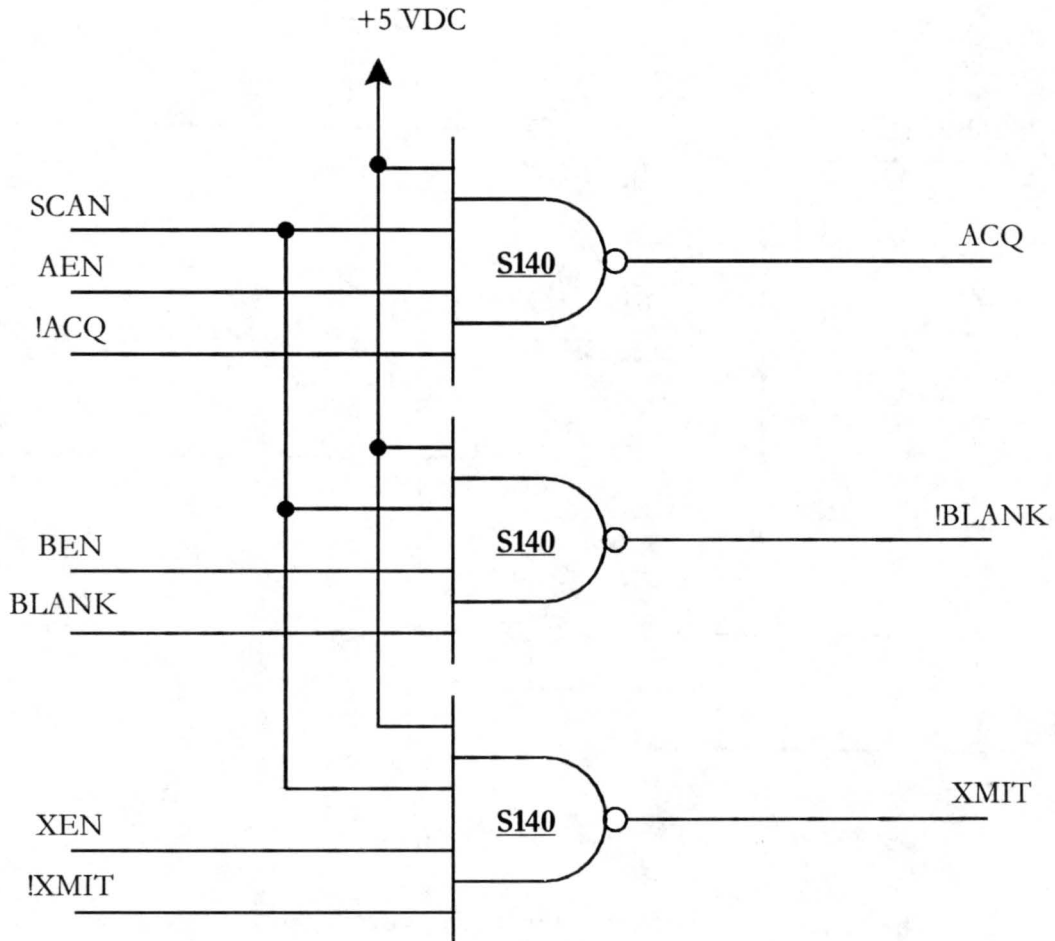 +5 VDC
SCAN
AEN
!ACQ
S140
ACQ
BEN
BLANK
S140
!BLANK
XEN
!XMIT
S140
XMIT